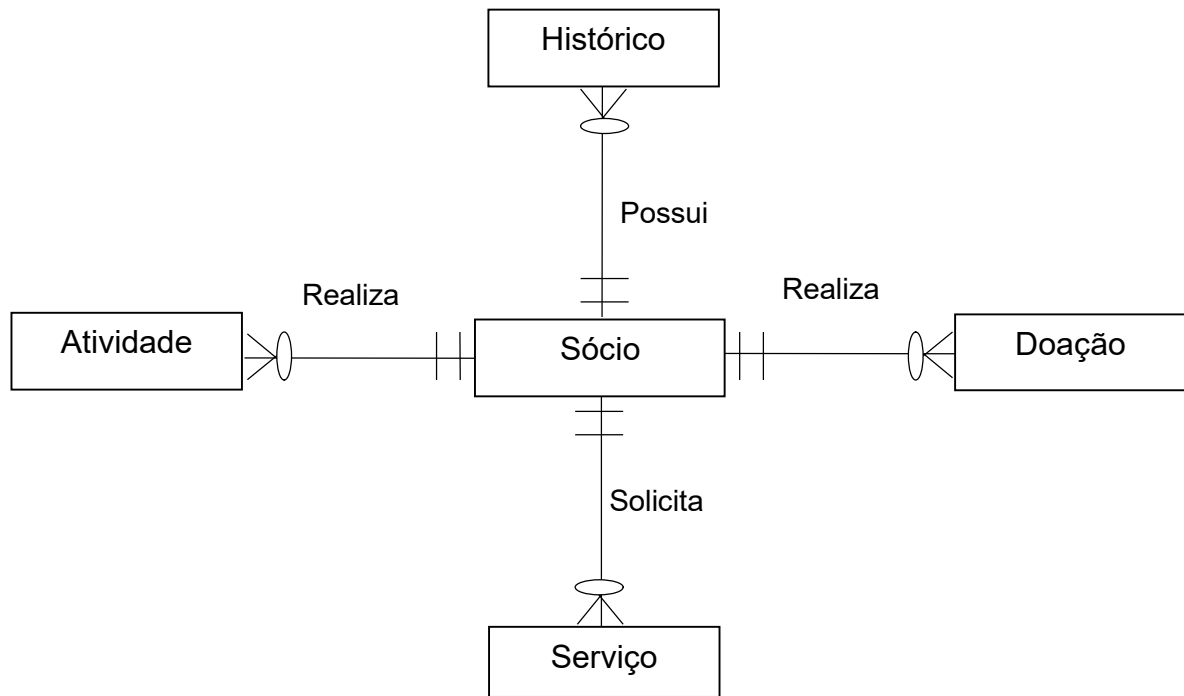 Histórico
Possui
Realiza
Realiza
Atividade
Sócio
Doação
Solicita
Serviço